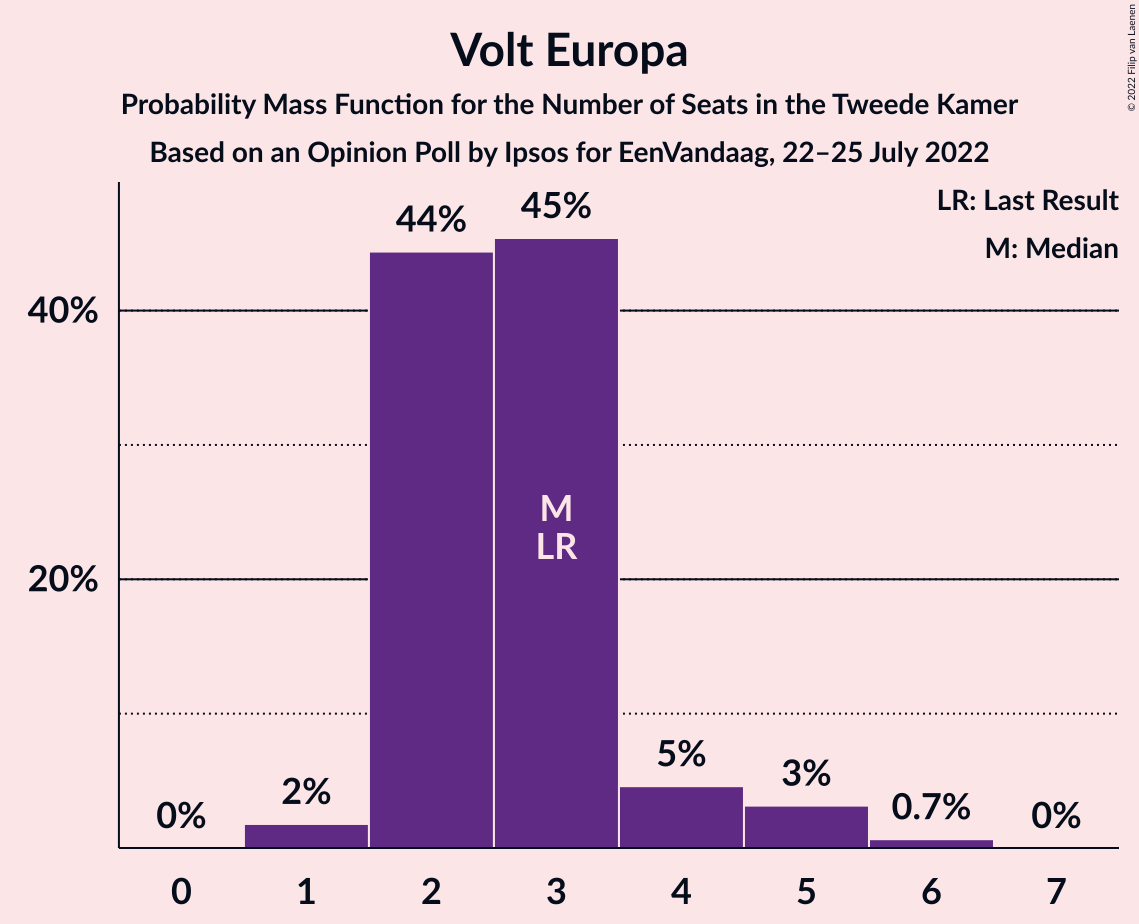 Volt Europa
Probability Mass Function for the Number of Seats in the Tweede Kamer
Based on an Opinion Poll by Ipsos for EenVandaag, 22–25 July 2022
© 2022 Filip van Laenen
LR: Last Result
M: Median
44%
45%
40%
M
LR
20%
0%
2%
5%
3%
0.7%
0%
0
1
2
3
4
5
6
7